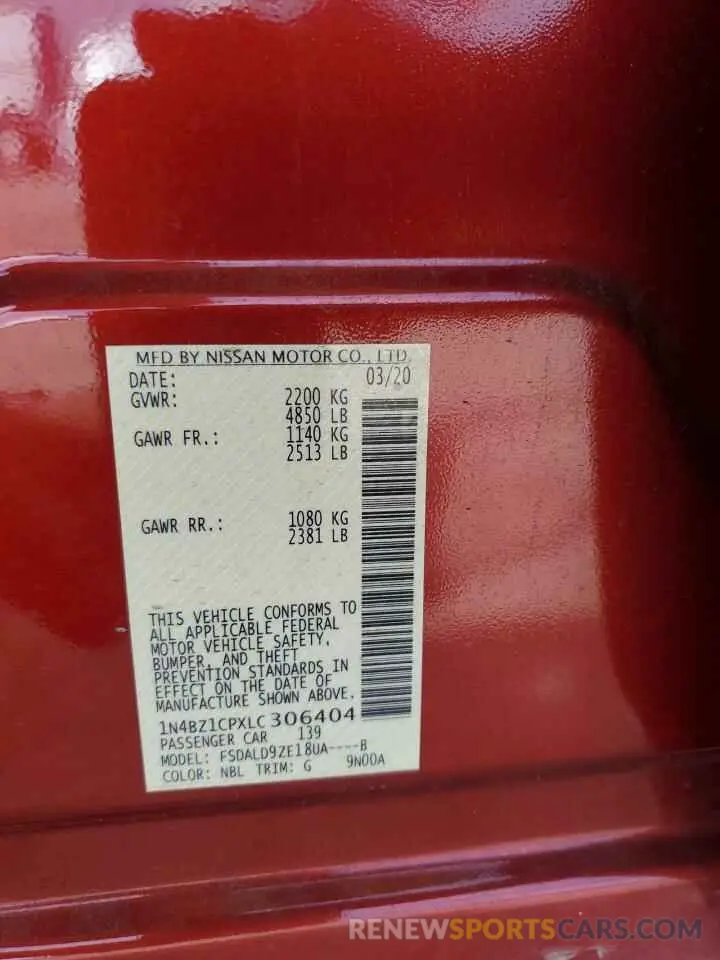 MFD BY NISSAN MOTOR CO., LTD.
DATE: 03/20
GVWR: 2200 KG
4850 LB
GAWR FR.: 1140 KG
2513 LB
GAWR RR.: 1080 KG
2381 LB
THIS VEHICLE CONFORMS TO
ALL APPLICABLE FEDERAL
MOTOR VEHICLE SAFETY,
BUMPER, AND THEFT
PREVENTION STANDARDS IN
EFFECT ON THE DATE OF
MANUFACTURE SHOWN ABOVE.
1N4BZ1CPXLC306404
PASSENGER CAR 139
MODEL: FSDALD9ZE18UA----B
COLOR: NBL TRIM: G 9N00A
RENEWSPORTSCARS.COM